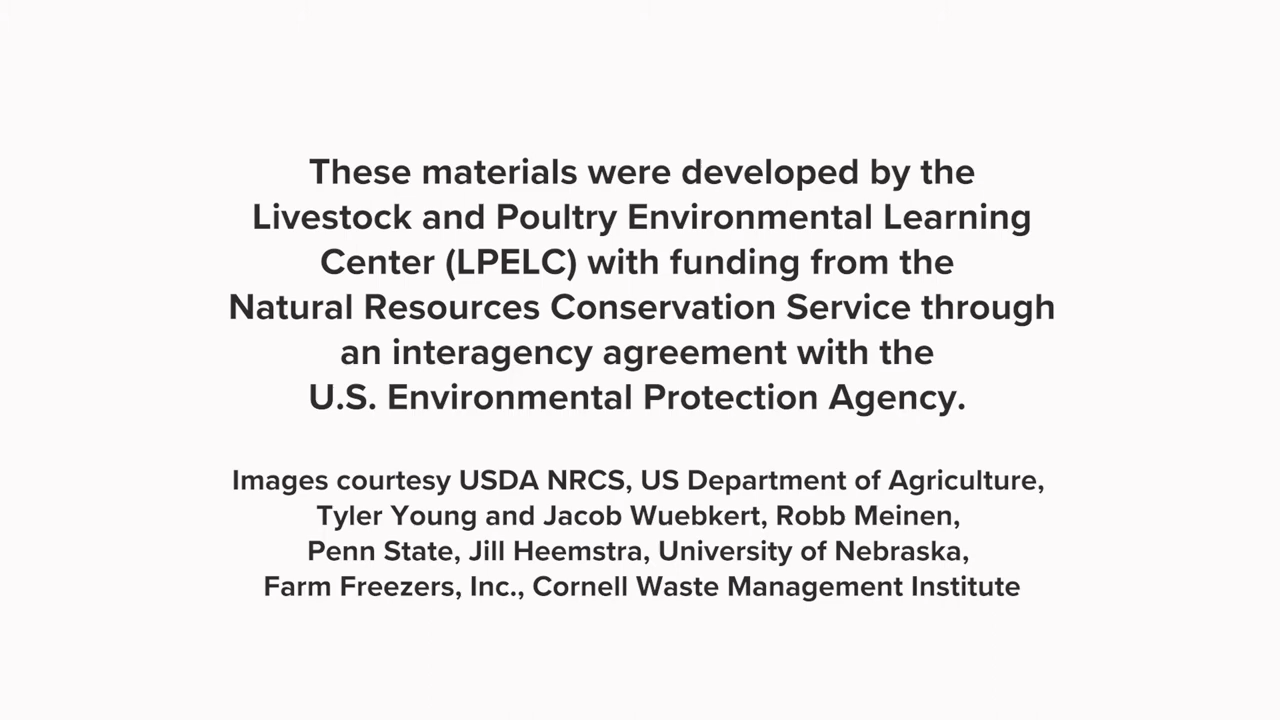 These materials were developed by the
Livestock and Poultry Environmental Learning
Center (LPELC) with funding from the
Natural Resources Conservation Service through
an interagency agreement with the
U.S. Environmental Protection Agency.
Images courtesy USDA NRCS, US Department of Agriculture,
Tyler Young and Jacob Wuebkert, Robb Meinen,
Penn State, Jill Heemstra, University of Nebraska,
Farm Freezers, Inc., Cornell Waste Management Institute